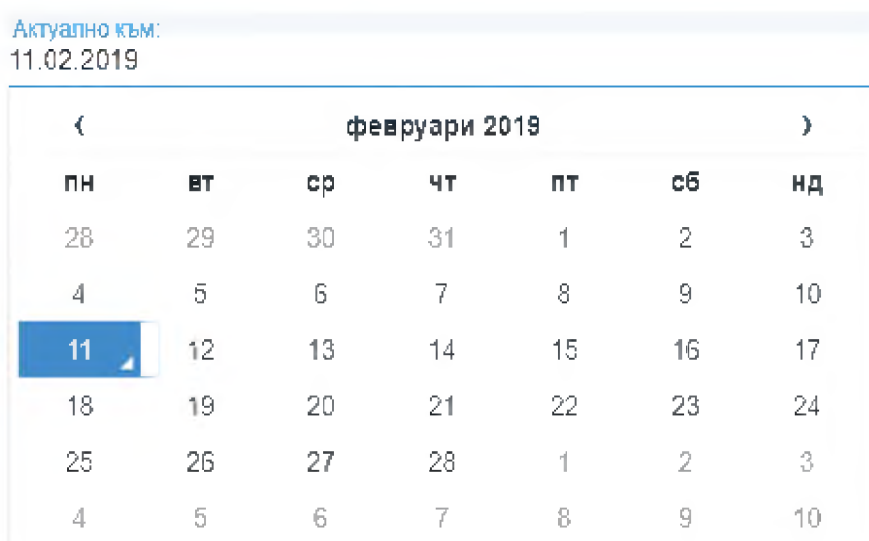 Актуално към:
11.02.2019
‹ февруари 2019 ›
пн вт ср чт пт сб нд
28 29 30 31 1 2 3
4 5 6 7 8 9 10
11 12 13 14 15 16 17
18 19 20 21 22 23 24
25 26 27 28 1 2 3
4 5 6 7 8 9 10